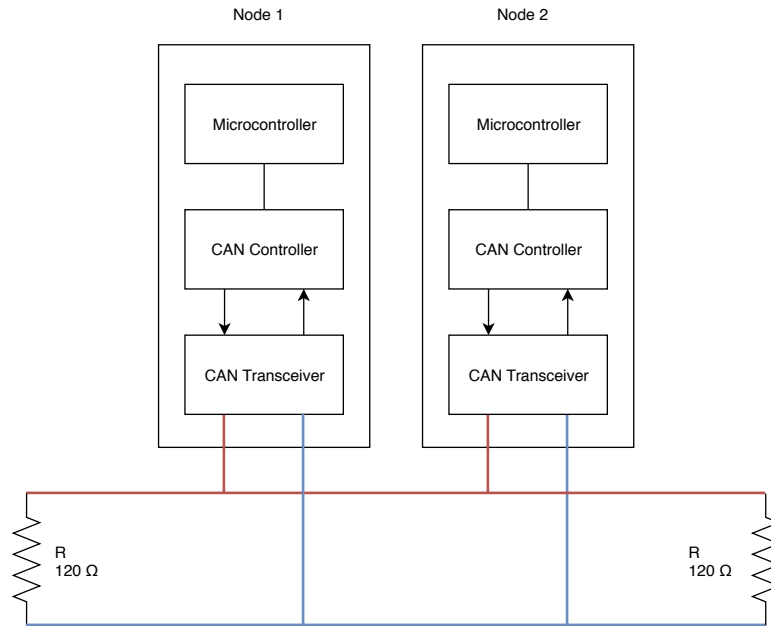 Node 1
Node 2
Microcontroller
Microcontroller
CAN Controller
CAN Controller
CAN Transceiver
CAN Transceiver
R
120 Ω
R
120 Ω